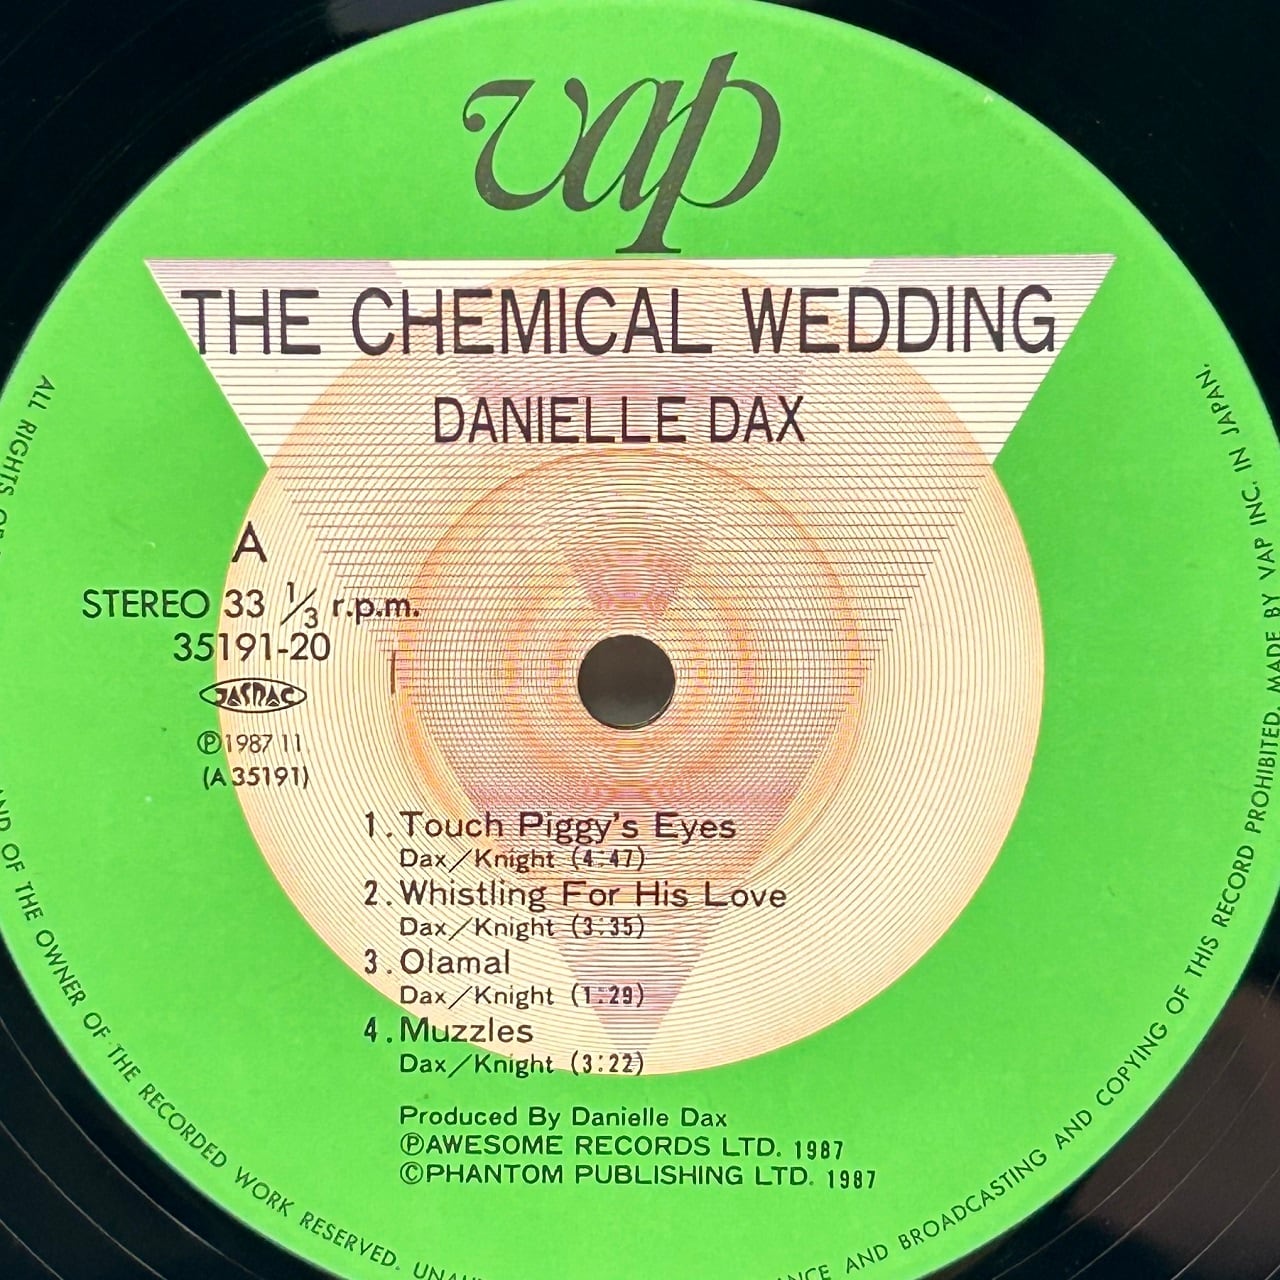 vap
THE CHEMICAL WEDDING
DANIELLE DAX
A
STEREO 33 1/3 r.p.m.
35191-20
JASRAC
Ⓟ1987 11
(A 35191)
1. Touch Piggy's Eyes
Dax/Knight (4:47)
2. Whistling For His Love
Dax/Knight (3:35)
3. Olamal
Dax/Knight (1:29)
4. Muzzles
Dax/Knight (3:22)
Produced By Danielle Dax
ⓅAWESOME RECORDS LTD. 1987
©PHANTOM PUBLISHING LTD. 1987
ALL RIGHTS
OF THE OWNER OF THE RECORDED WORK RESERVED.
AND BROADCASTING AND COPYING OF THIS RECORD PROHIBITED. MADE BY VAP INC. IN JAPAN.